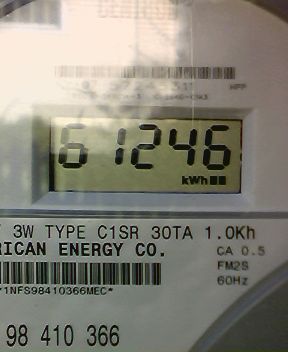 61246
kWh
3W TYPE C1SR 30TA 1.0Kh
RICAN ENERGY CO.
CA 0.5
FM2S
60Hz
*1NFS98410366MEC*
98 410 366